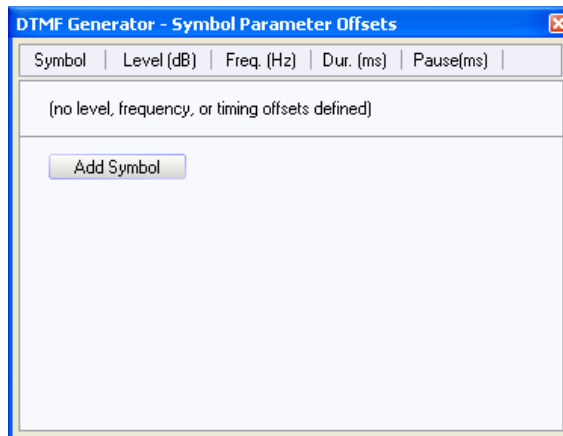 DTMF Generator - Symbol Parameter Offsets
Symbol | Level (dB) | Freq. (Hz) | Dur. (ms) | Pause(ms) |
(no level, frequency, or timing offsets defined)
Add Symbol